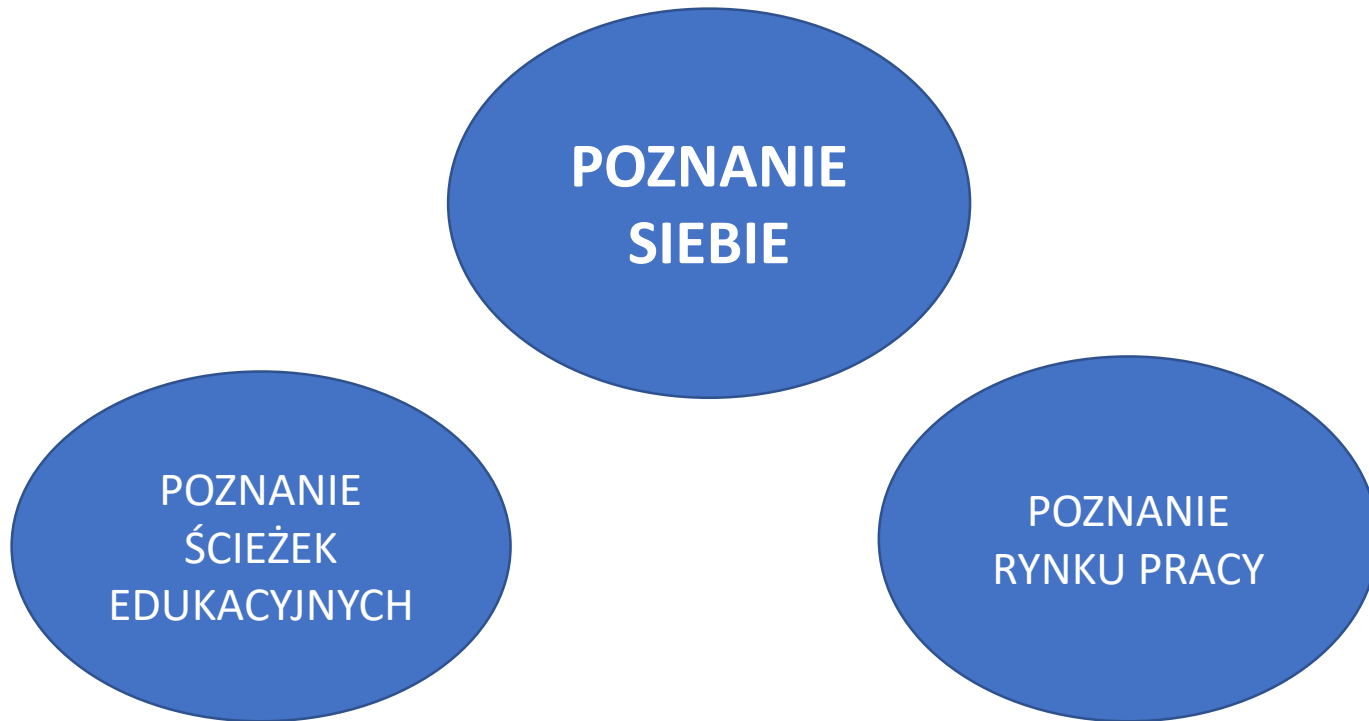 POZNANIE
SIEBIE
POZNANIE
ŚCIEŻEK
EDUKACYJNYCH
POZNANIE
RYNKU PRACY